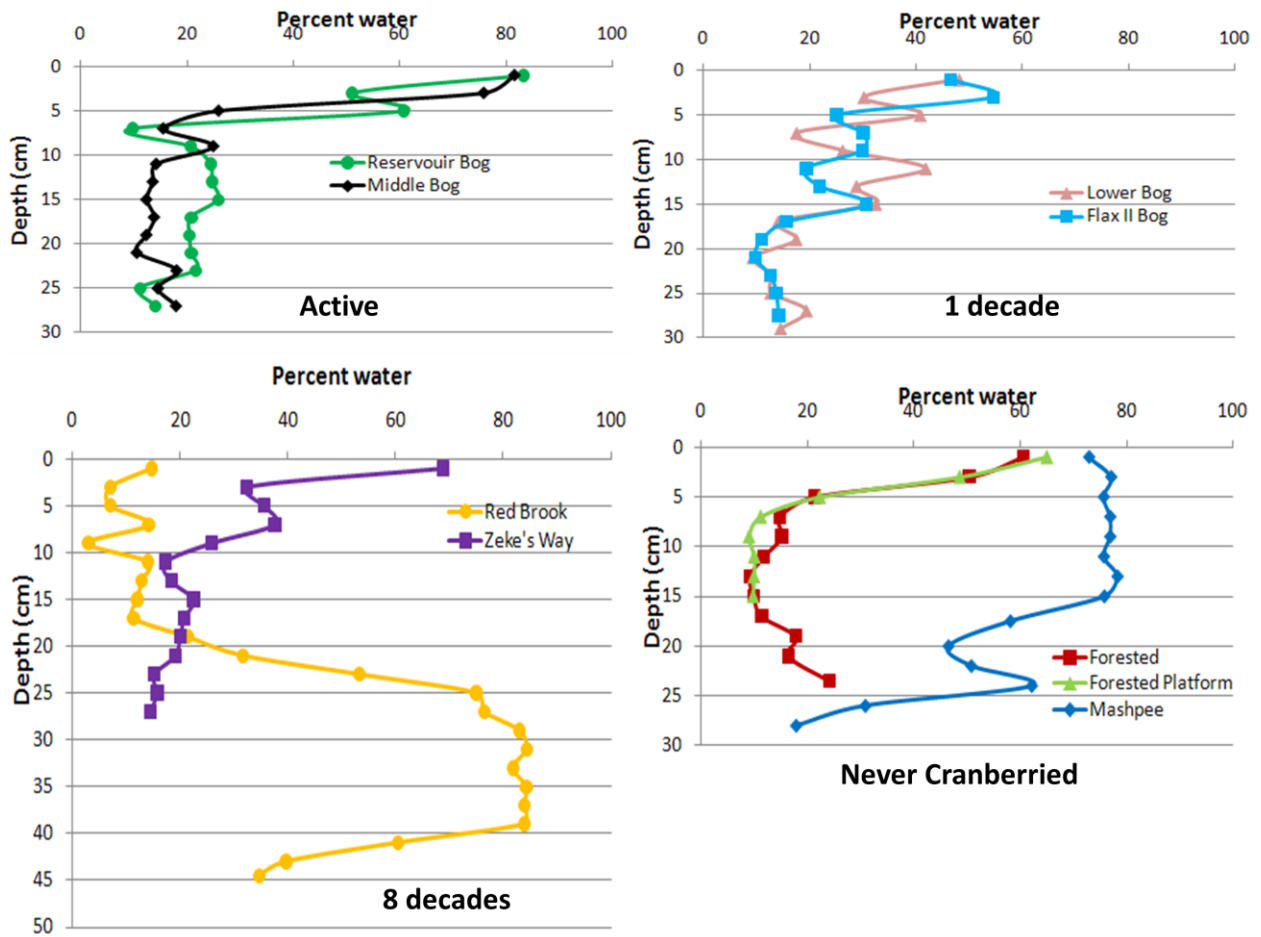 Percent water
0 20 40 60 80 100
0
5
10
15
20
25
30
Depth (cm)
Reservouir Bog
Middle Bog
Active
Percent water
0 20 40 60 80 100
0
5
10
15
20
25
30
Depth (cm)
Lower Bog
Flax II Bog
1 decade
Percent water
0 20 40 60 80 100
0
5
10
15
20
25
30
35
40
45
50
Depth (cm)
Red Brook
Zeke's Way
8 decades
Percent water
0 20 40 60 80 100
0
5
10
15
20
25
30
Depth (cm)
Forested
Forested Platform
Mashpee
Never Cranberried